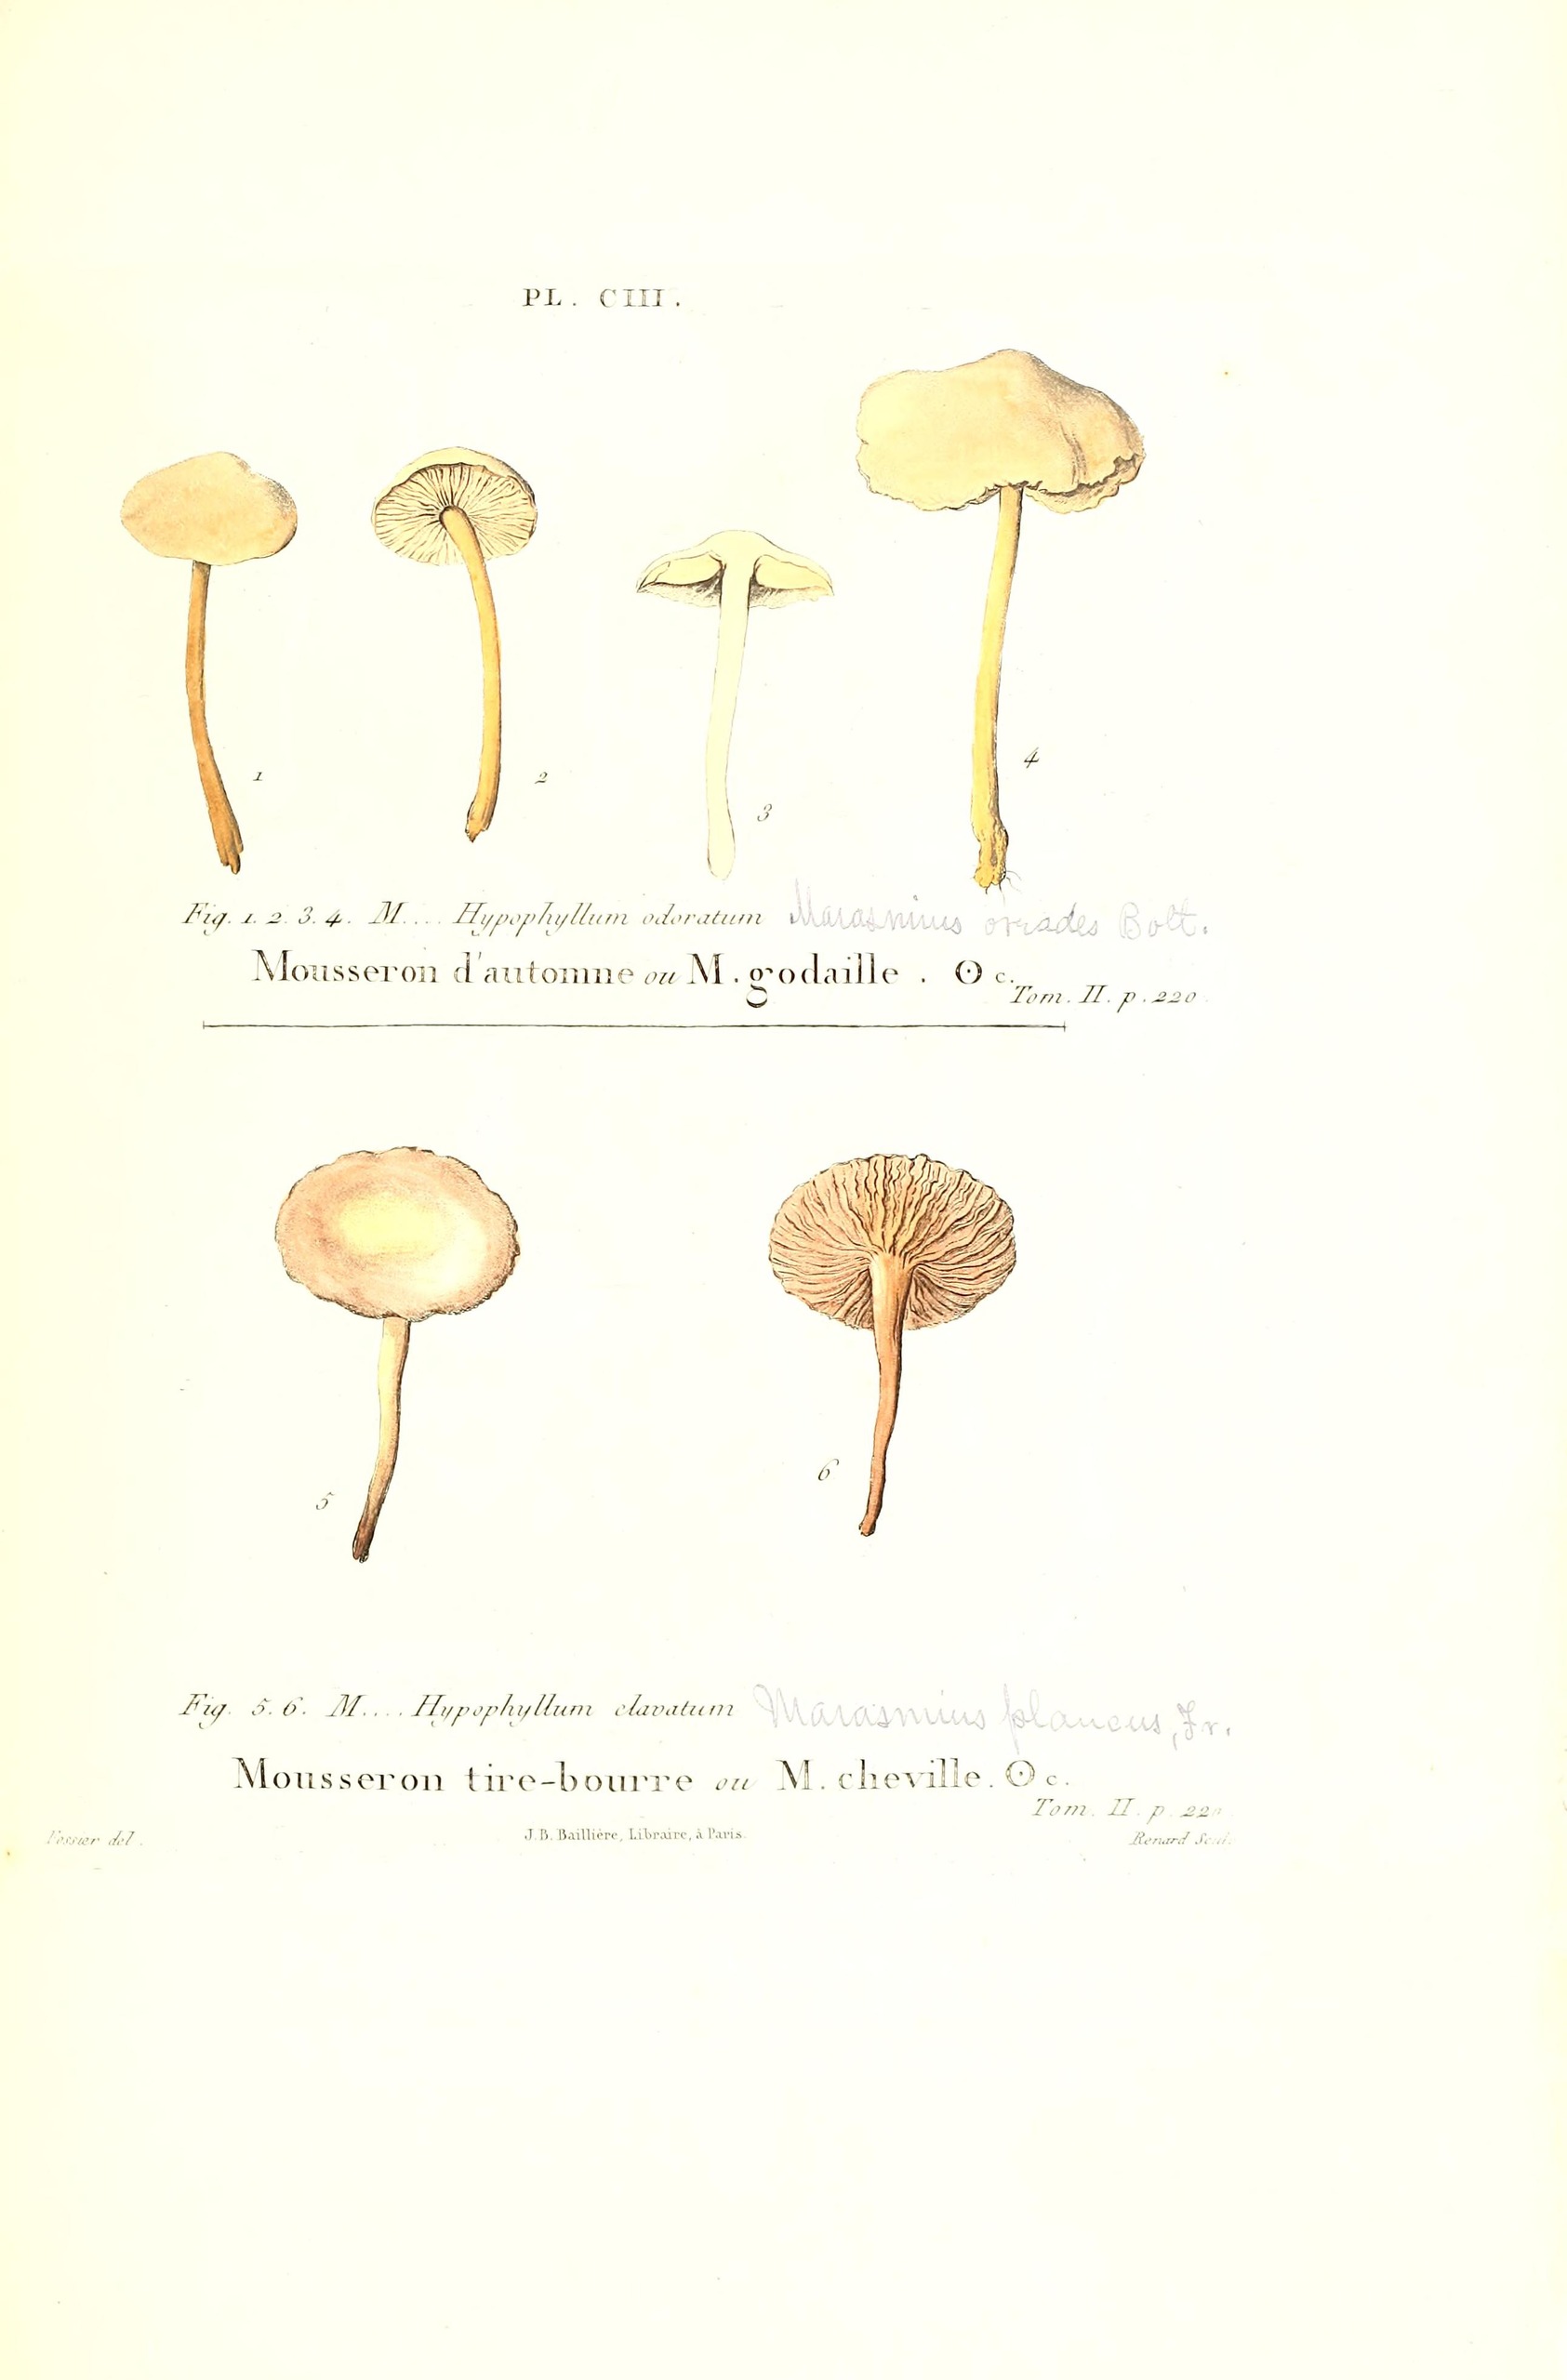 PL. CIII.
1
2
3
4
Fig. 1. 2. 3. 4. M.... Hypophyllum odoratum Marasmius oreades Bolt.
Mousseron d'automne ou M. godaille. ⊙ c.
Tom. II. p. 220
5
6
Fig. 5. 6. M.... Hypophyllum clavatum Marasmius plancus, Fr.
Mousseron tire-bourre ou M. cheville. ⊙ c.
Tom. II. p. 220
Fossier del. J. B. Baillière, Libraire, à Paris. Renard Sculp.